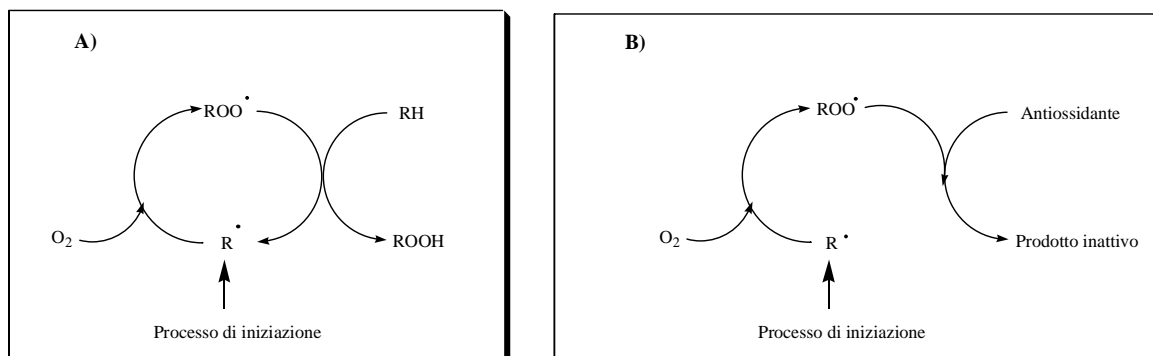 A)
ROO•
RH
O₂
R•
ROOH
Processo di iniziazione
B)
ROO•
Antiossidante
O₂
R•
Prodotto inattivo
Processo di iniziazione